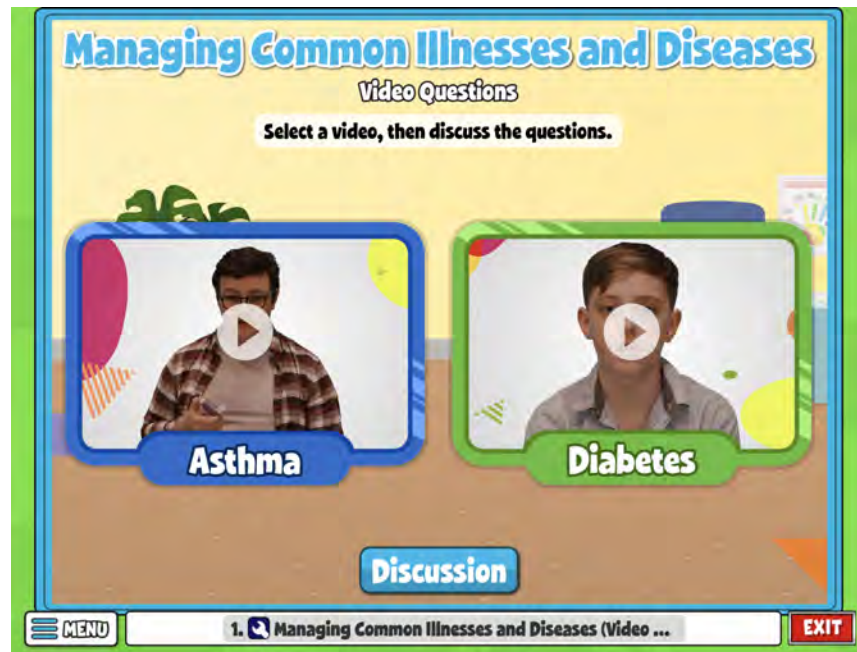 Managing Common Illnesses and Diseases
Video Questions
Select a video, then discuss the questions.
Asthma
Diabetes
Discussion
MENU
1. Managing Common Illnesses and Diseases (Video ...
EXIT